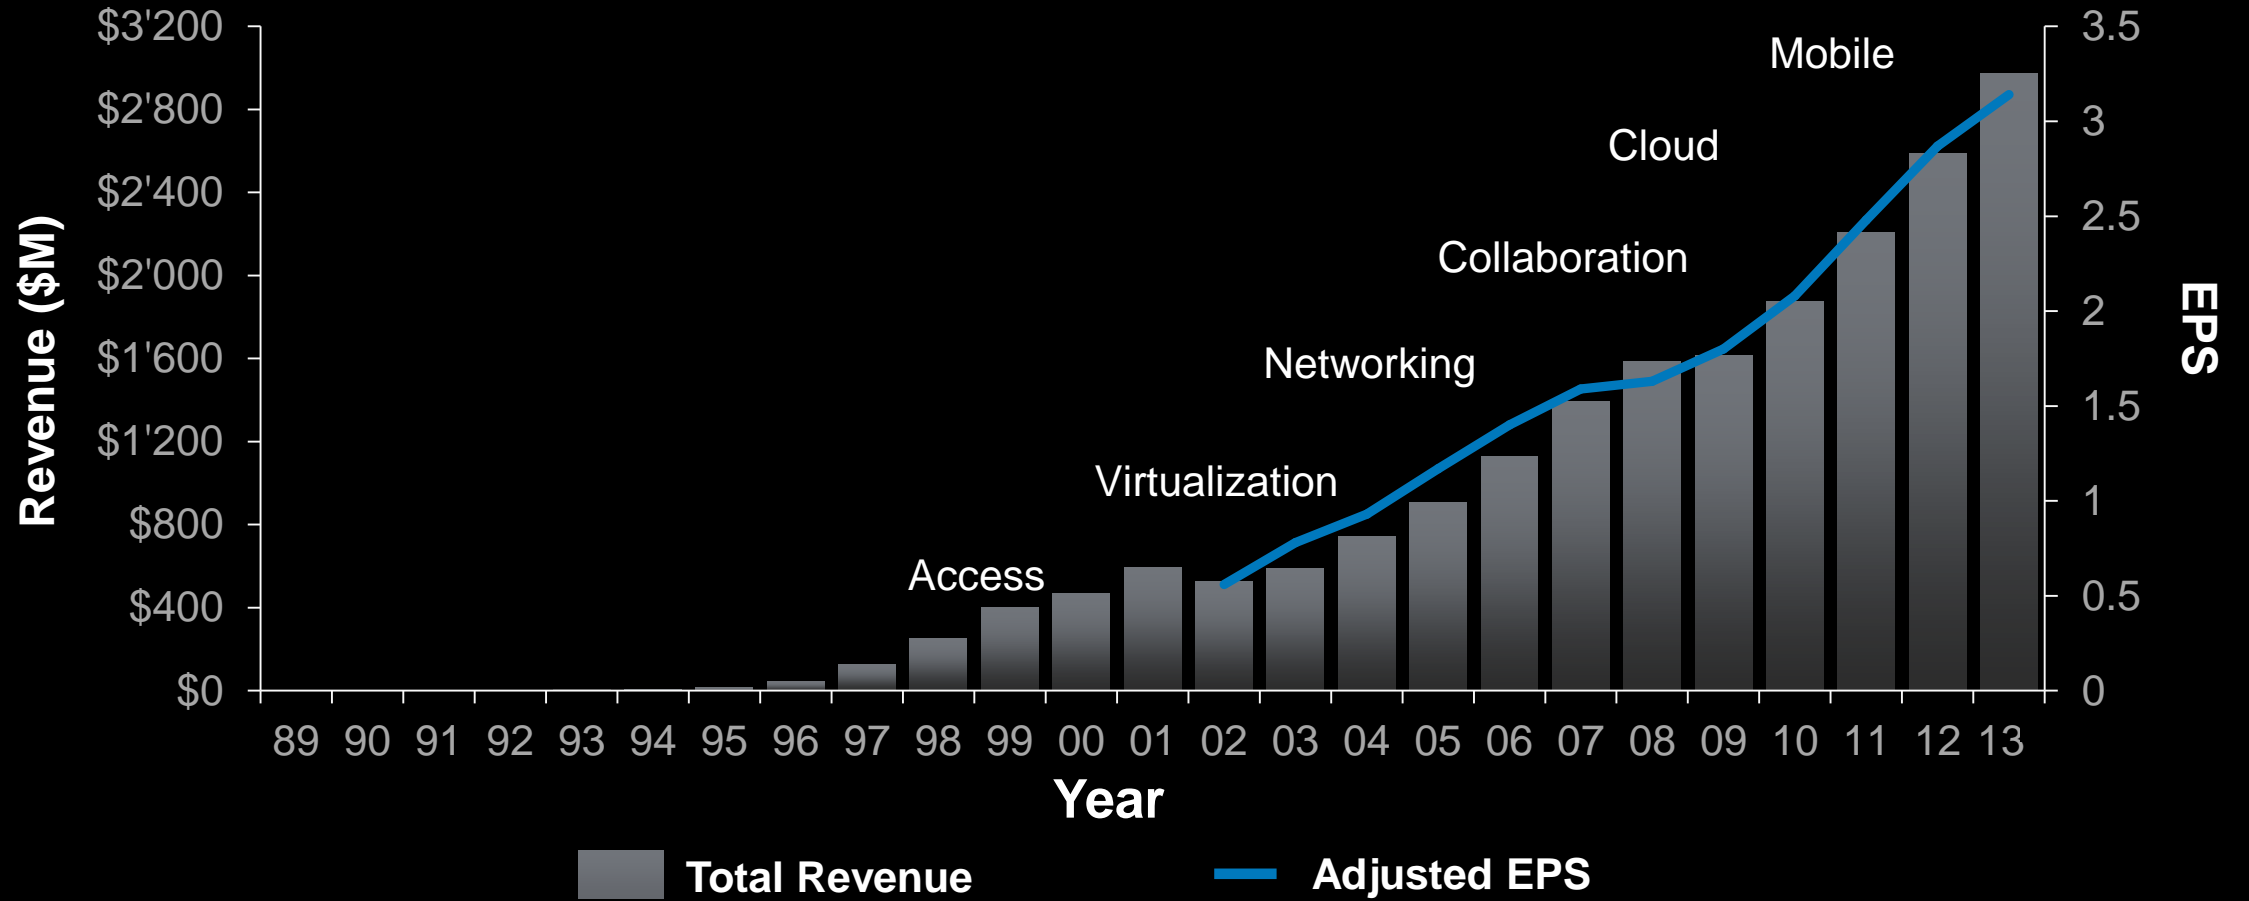 $3'200
$2'800
$2'400
$2'000
$1'600
$1'200
$800
$400
$0
Revenue ($M)
3.5
3
2.5
2
1.5
1
0.5
0
EPS
Mobile
Cloud
Collaboration
Networking
Virtualization
Access
89 90 91 92 93 94 95 96 97 98 99 00 01 02 03 04 05 06 07 08 09 10 11 12 13
Year
Total Revenue
Adjusted EPS